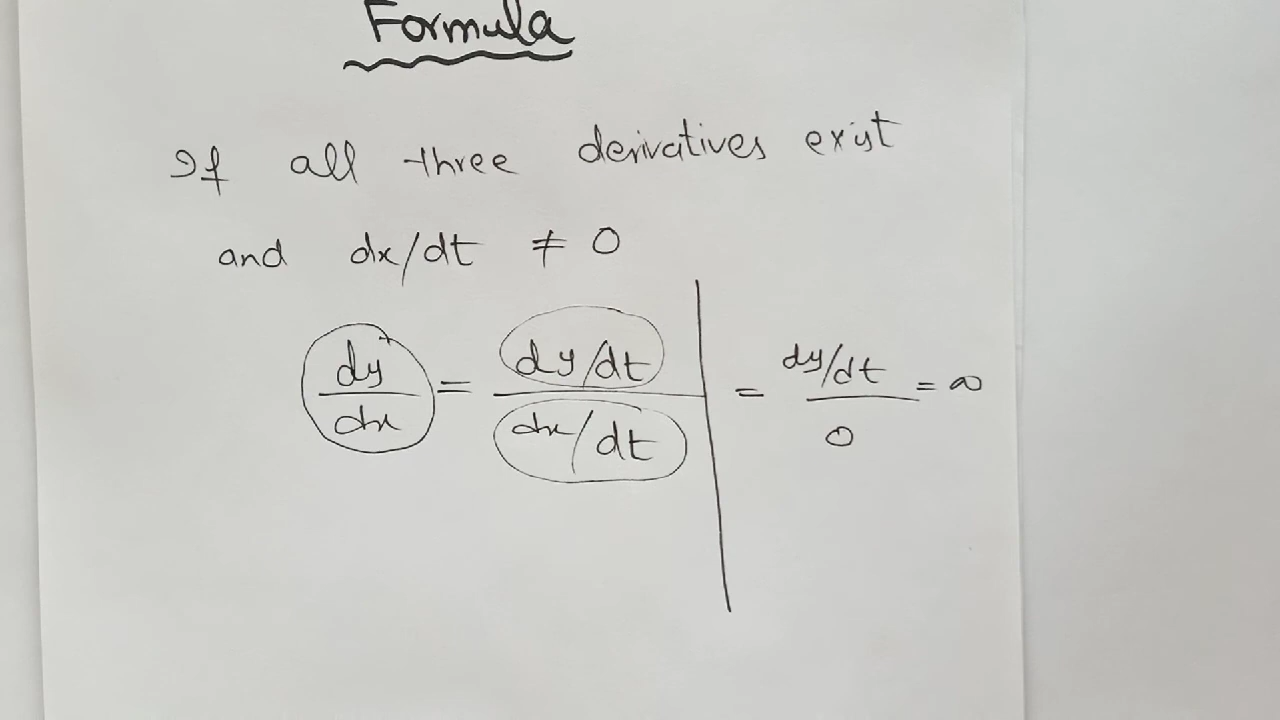 Formula
If all three derivatives exist
and dx/dt ≠ 0
dy/dx = (dy/dt)/(dx/dt) | = (dy/dt)/0 = ∞